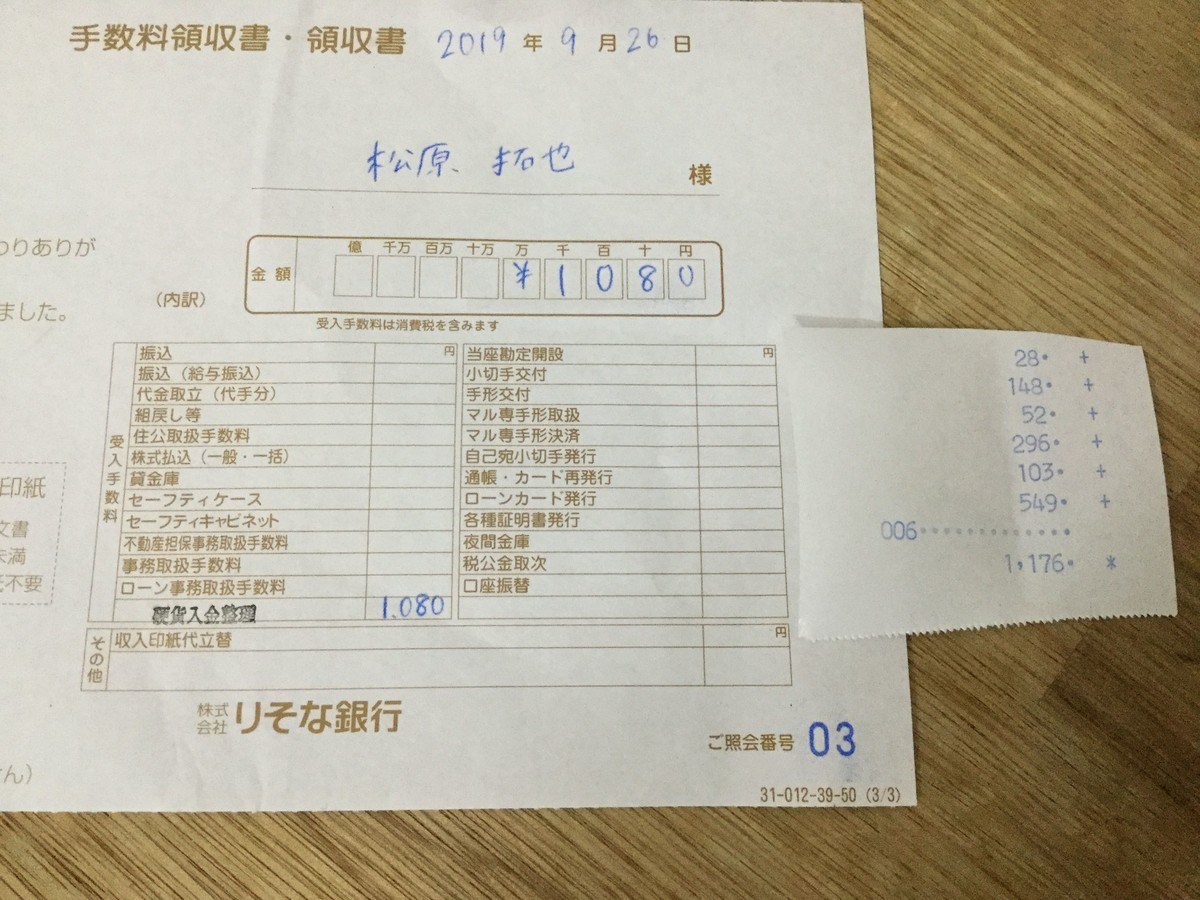 手数料領収書・領収書 2019年9月26日
松原 拓也 様
わりありが
ました。
(内訳)
億 千万 百万 十万 万 千 百 十 円
金額 ¥1080
受入手数料は消費税を含みます
受入手数料
振込 円 当座勘定開設 円
振込(給与振込) 小切手交付
代金取立(代手分) 手形交付
組戻し等 マル専手形取扱
住公取扱手数料 マル専手形決済
株式払込(一般・一括) 自己宛小切手発行
貸金庫 通帳・カード再発行
セーフティケース ローンカード発行
セーフティキャビネット 各種証明書発行
不動産担保事務取扱手数料 夜間金庫
事務取扱手数料 税公金取次
ローン事務取扱手数料 口座振替
硬貨入金整理 1,080
その他
収入印紙代立替 円
印紙
文書
未満
不要
株式会社 りそな銀行
ご照会番号 03
さん)
31-012-39-50 (3/3)
28・ +
148・ +
52・ +
296・ +
103・ +
549・ +
006・・・・・・・・・・・・・
1,176・ *